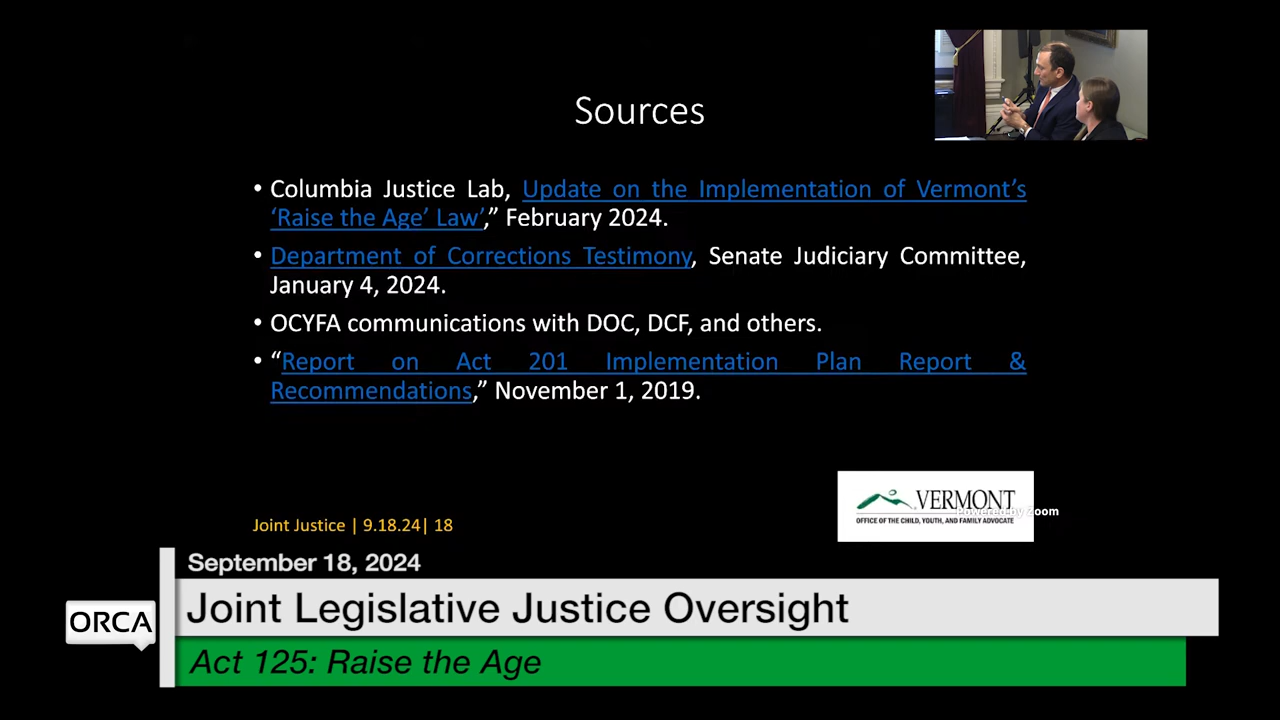 Sources
• Columbia Justice Lab, Update on the Implementation of Vermont's
'Raise the Age' Law'," February 2024.
• Department of Corrections Testimony, Senate Judiciary Committee,
January 4, 2024.
• OCYFA communications with DOC, DCF, and others.
• "Report on Act 201 Implementation Plan Report &
Recommendations," November 1, 2019.
VERMONT
Powered by Zoom
OFFICE OF THE CHILD, YOUTH, AND FAMILY ADVOCATE
Joint Justice | 9.18.24| 18
September 18, 2024
ORCA
Joint Legislative Justice Oversight
Act 125: Raise the Age